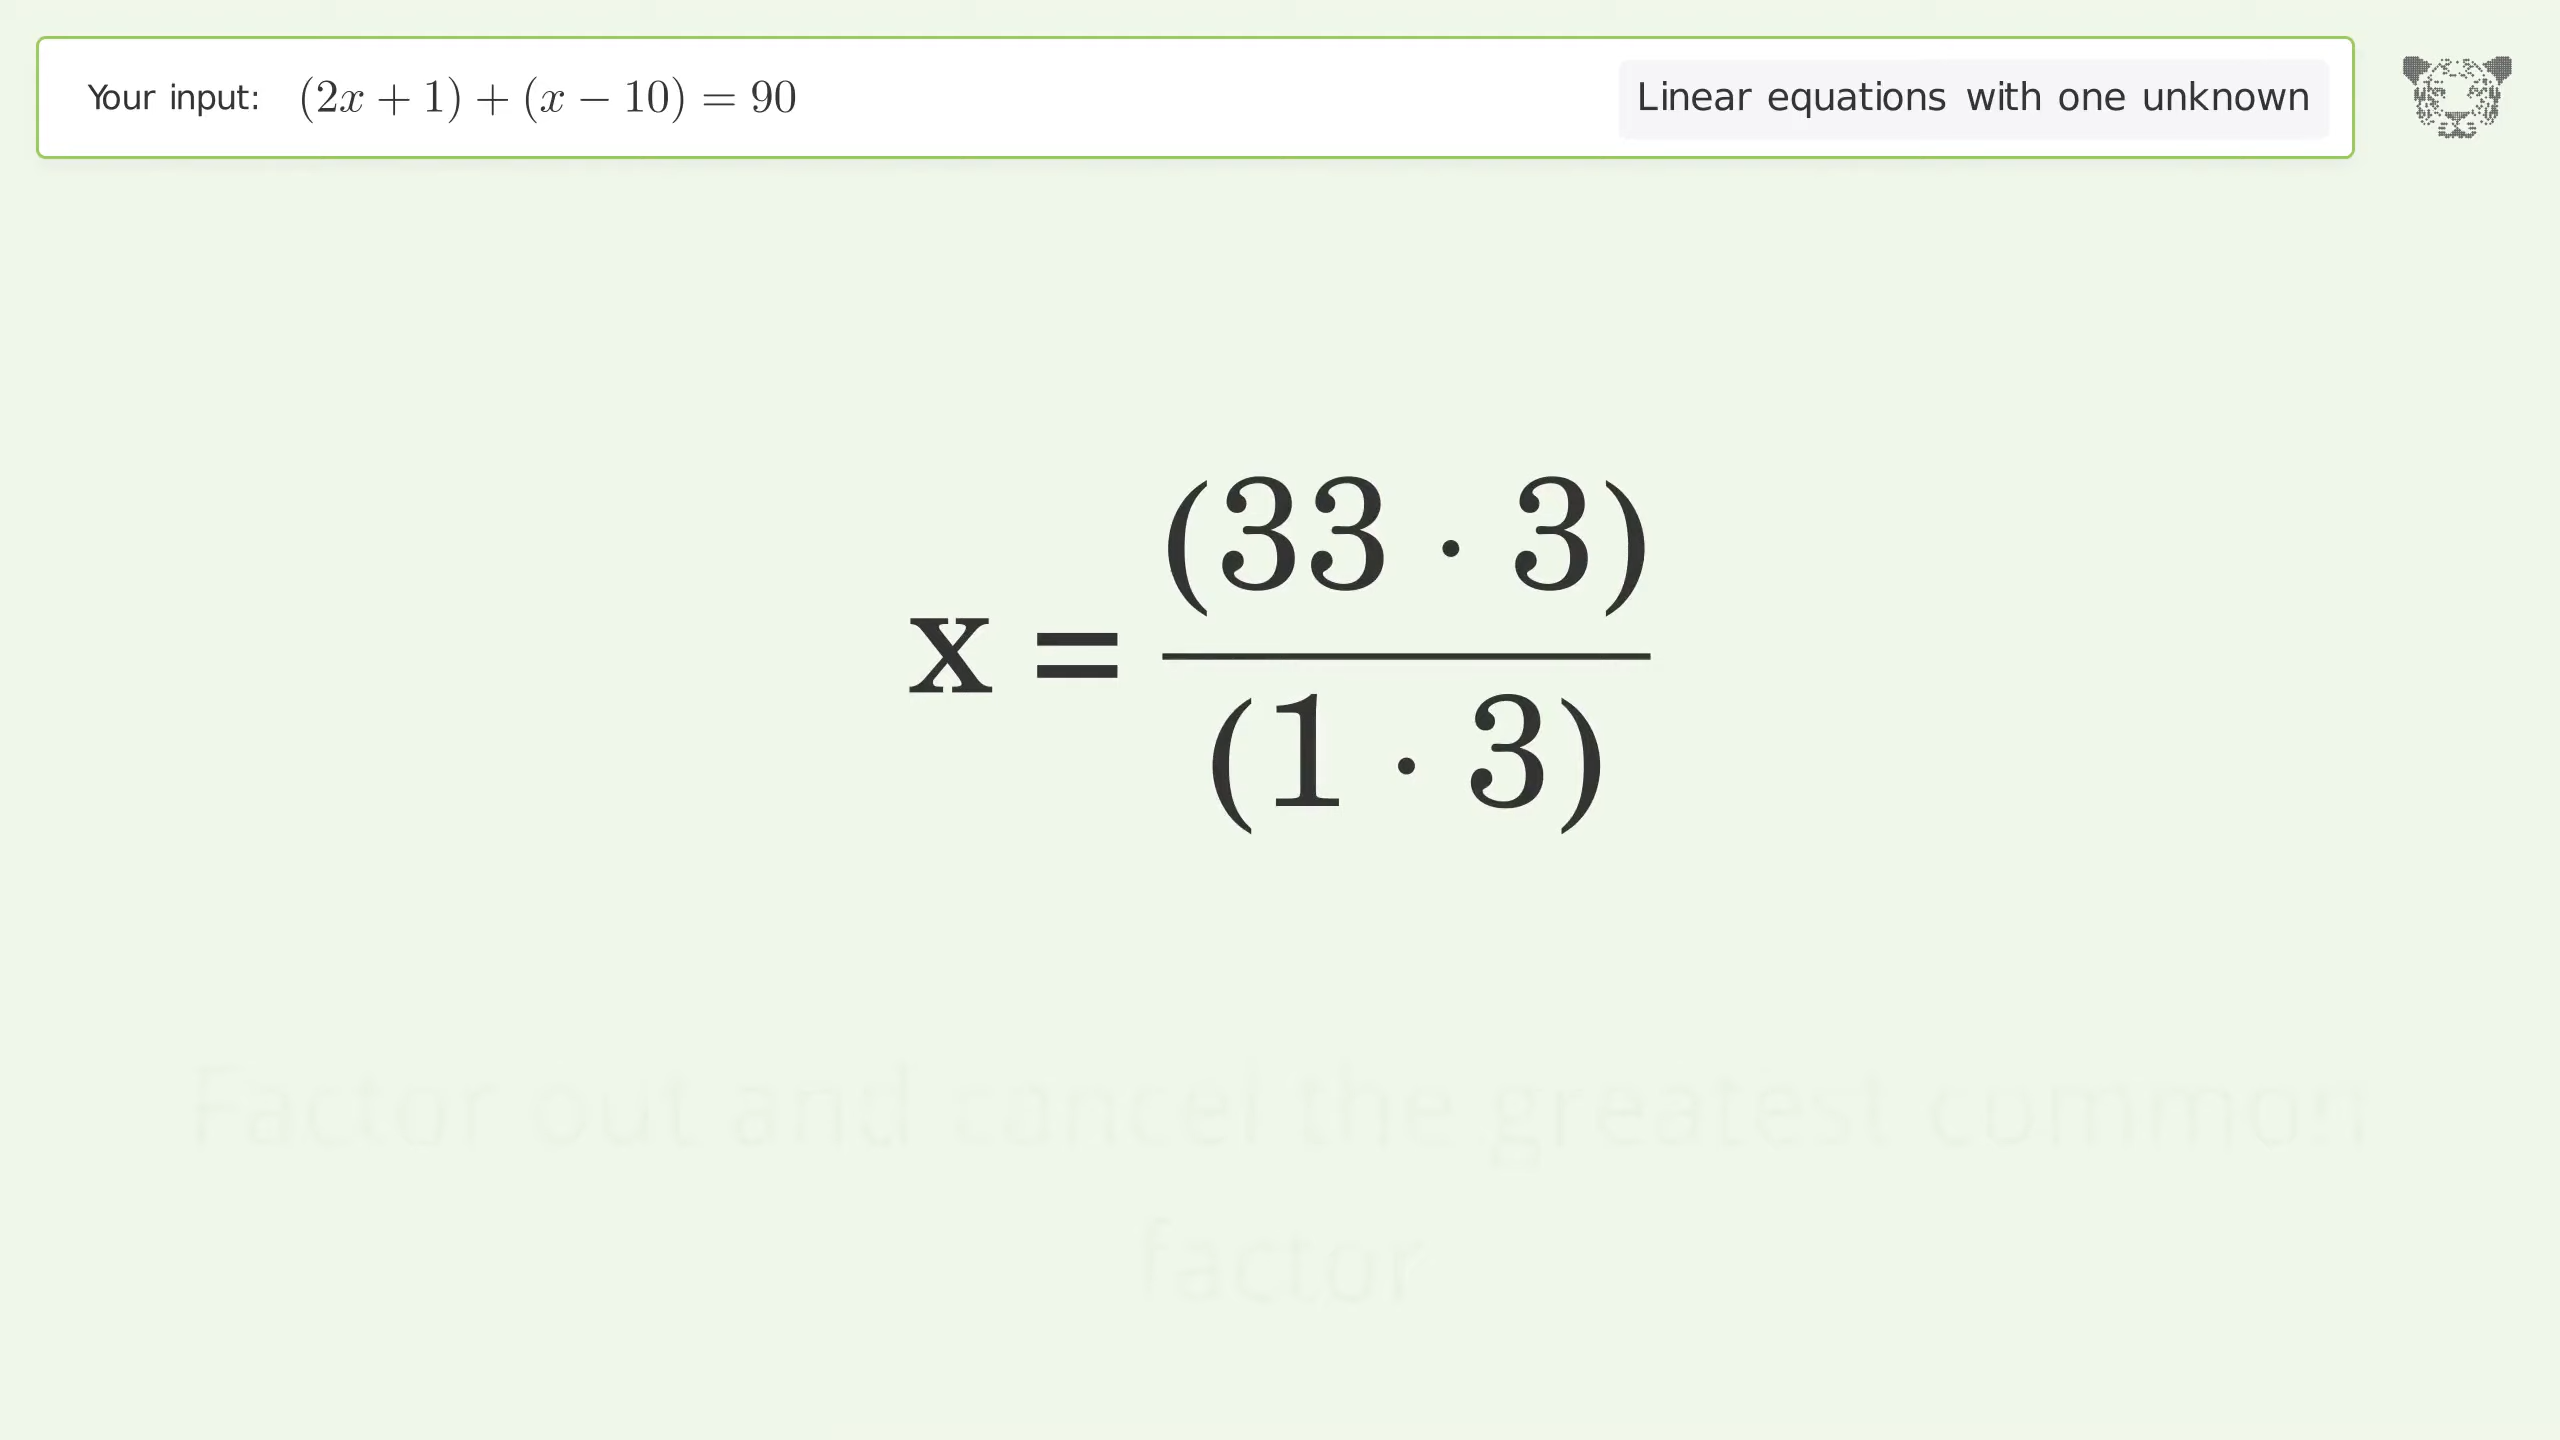 Your input: (2x + 1) + (x − 10) = 90
Linear equations with one unknown
x = (33 · 3) / (1 · 3)
Factor out and cancel the greatest common
factor